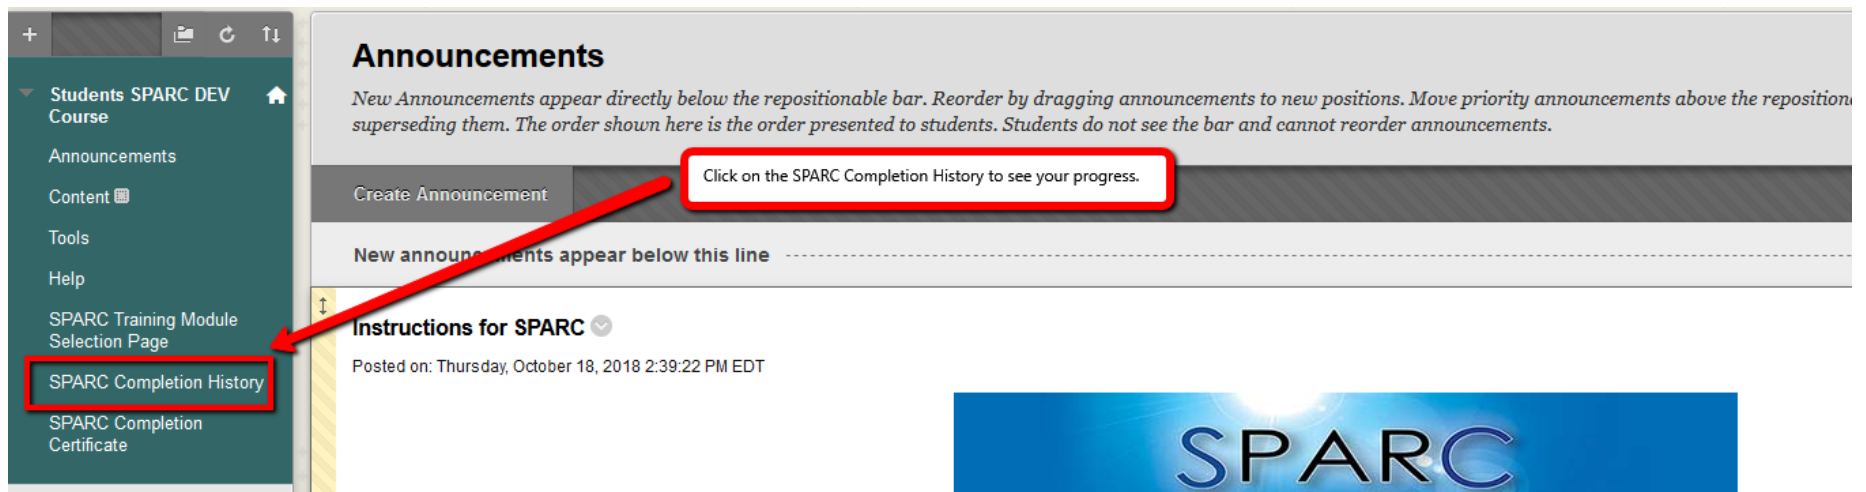 Students SPARC DEV
Course
Announcements
Content
Tools
Help
SPARC Training Module
Selection Page
SPARC Completion History
SPARC Completion
Certificate
Announcements
New Announcements appear directly below the repositionable bar. Reorder by dragging announcements to new positions. Move priority announcements above the
superseding them. The order shown here is the order presented to students. Students do not see the bar and cannot reorder announcements.
Click on the SPARC Completion History to see your progress.
Create Announcement
New announcements appear below this line
Instructions for SPARC
Posted on: Thursday, October 18, 2018 2:39:22 PM EDT
SPARC